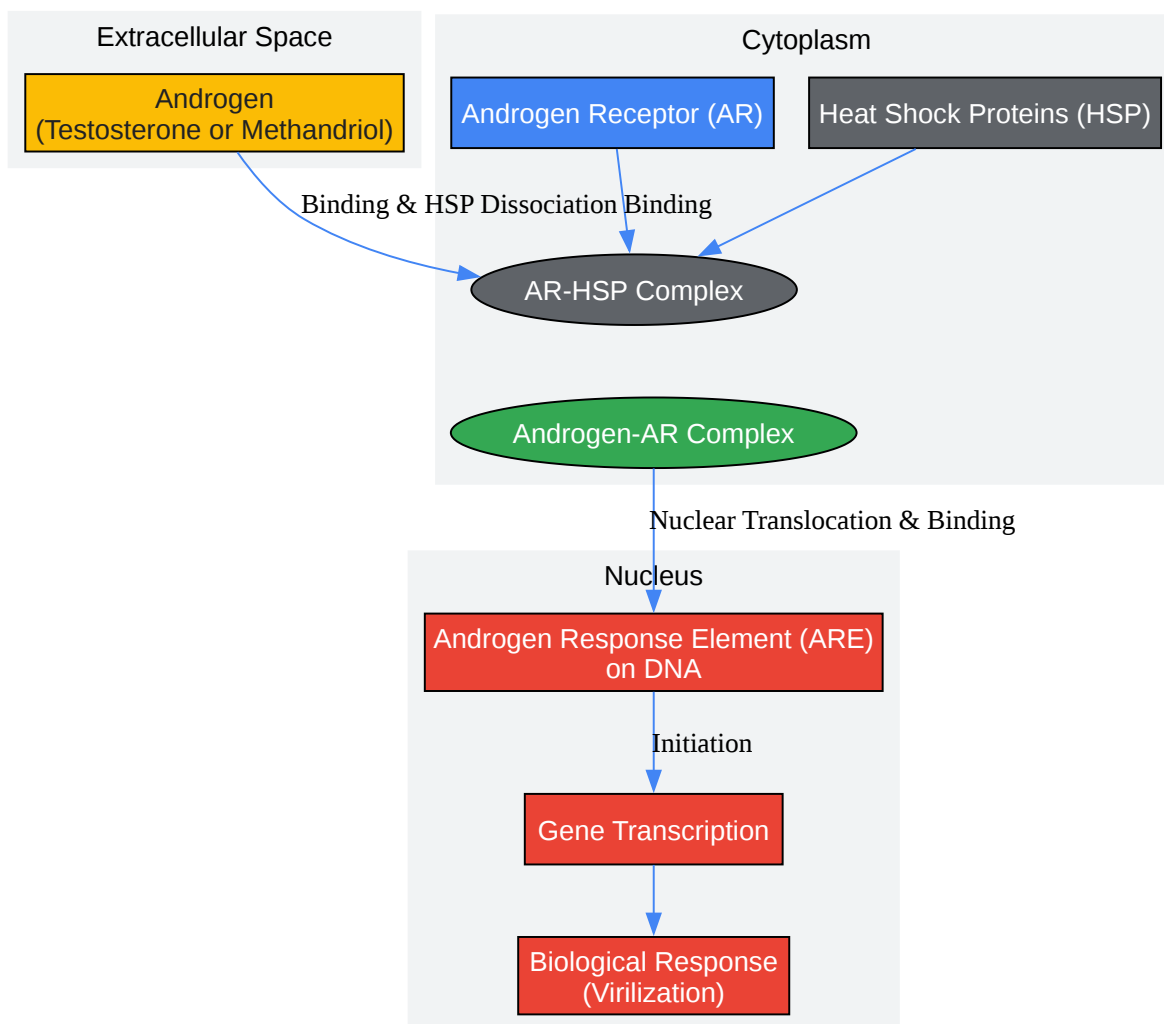 Extracellular Space
Androgen
(Testosterone or Methandriol)
Cytoplasm
Androgen Receptor (AR)
Heat Shock Proteins (HSP)
Binding & HSP Dissociation
Binding
AR-HSP Complex
Androgen-AR Complex
Nuclear Translocation & Binding
Nucleus
Androgen Response Element (ARE)
on DNA
Initiation
Gene Transcription
Biological Response
(Virilization)